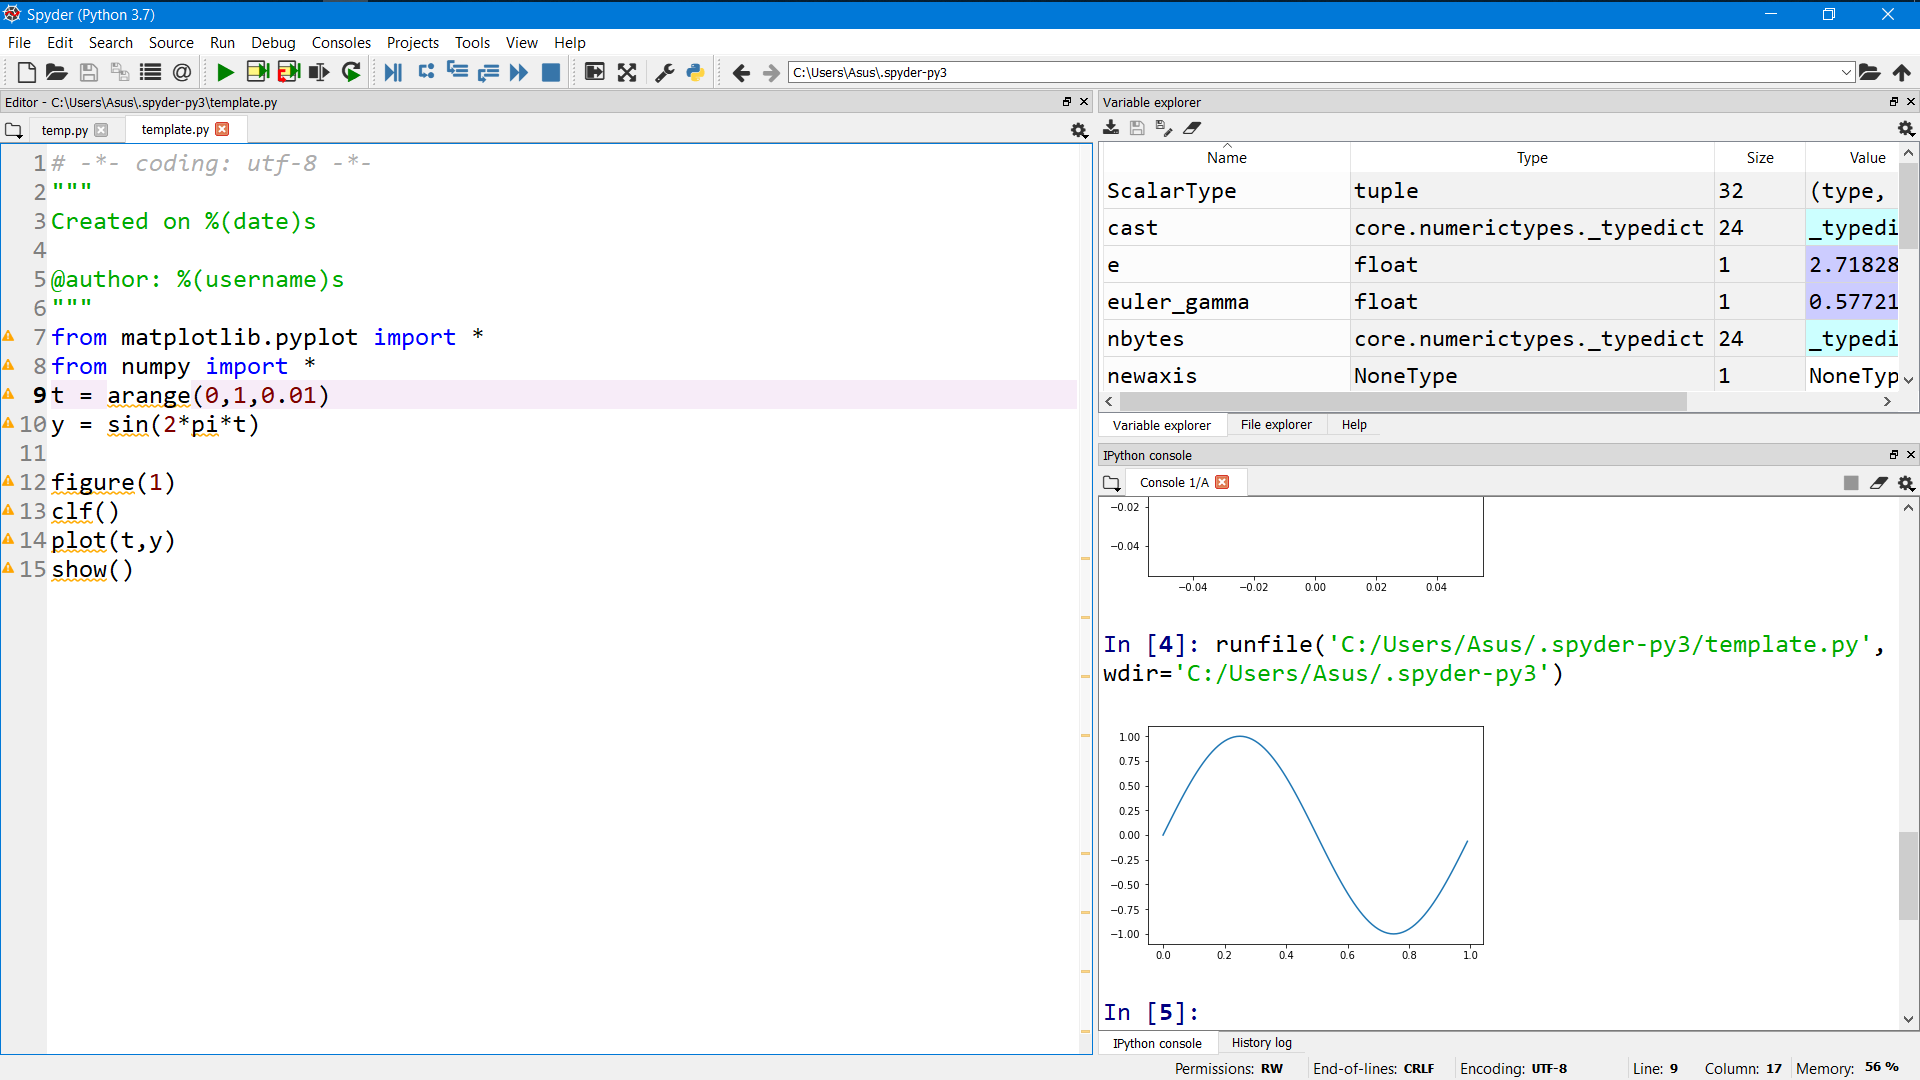 Spyder (Python 3.7)
File Edit Search Source Run Debug Consoles Projects Tools View Help
C:\Users\Asus\.spyder-py3
Editor - C:\Users\Asus\.spyder-py3\template.py
temp.py template.py
1 # -*- coding: utf-8 -*-
2 """
3 Created on %(date)s
4
5 @author: %(username)s
6 """
7 from matplotlib.pyplot import *
8 from numpy import *
9 t = arange(0,1,0.01)
10 y = sin(2*pi*t)
11
12 figure(1)
13 clf()
14 plot(t,y)
15 show()
Variable explorer
Name Type Size Value
ScalarType tuple 32 (type,
cast core.numerictypes._typedict 24 _typedi
e float 1 2.71828
euler_gamma float 1 0.57721
nbytes core.numerictypes._typedict 24 _typedi
newaxis NoneType 1 NoneTyp
Variable explorer File explorer Help
IPython console
Console 1/A
−0.02
−0.04
−0.04 −0.02 0.00 0.02 0.04
In [4]: runfile('C:/Users/Asus/.spyder-py3/template.py',
wdir='C:/Users/Asus/.spyder-py3')
1.00
0.75
0.50
0.25
0.00
−0.25
−0.50
−0.75
−1.00
0.0 0.2 0.4 0.6 0.8 1.0
In [5]:
IPython console History log
Permissions: RW End-of-lines: CRLF Encoding: UTF-8 Line: 9 Column: 17 Memory: 56 %